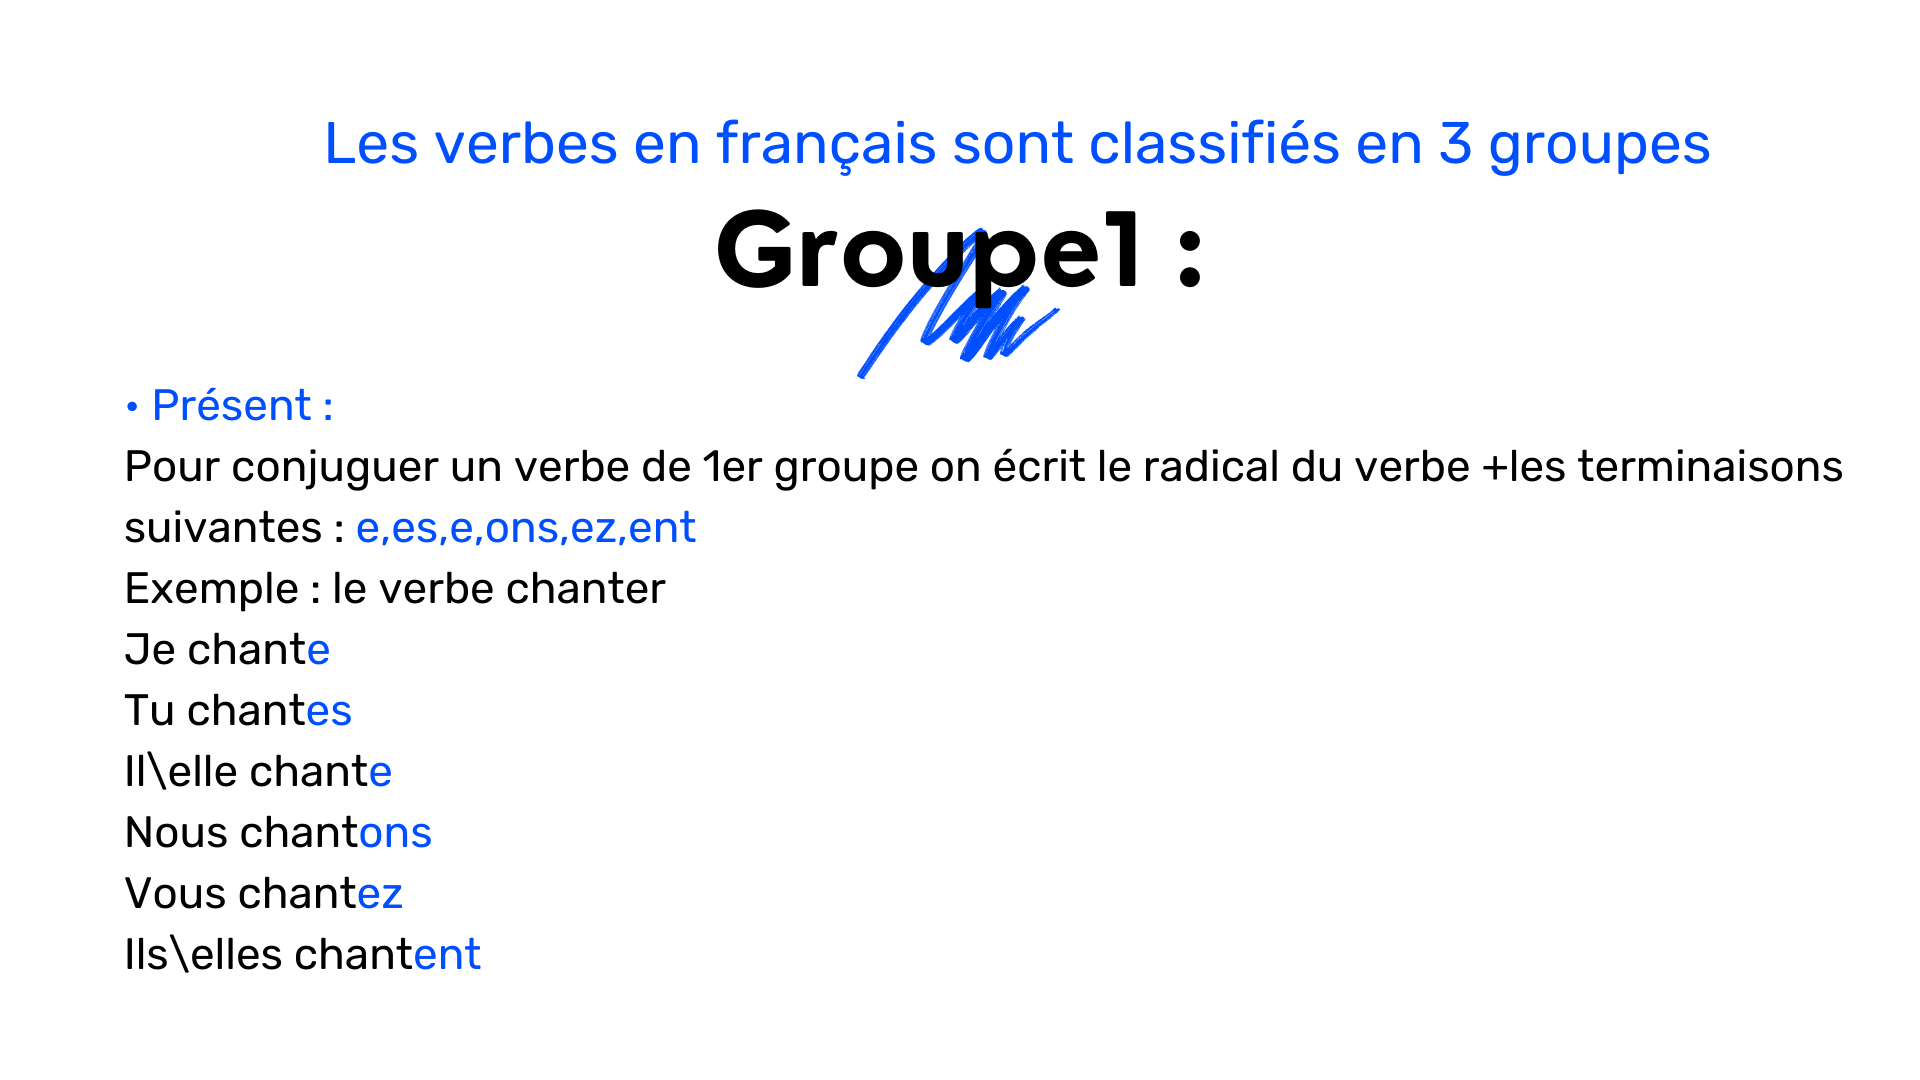 Les verbes en français sont classifiés en 3 groupes
Groupe1 :
• Présent :
Pour conjuguer un verbe de 1er groupe on écrit le radical du verbe +les terminaisons
suivantes : e,es,e,ons,ez,ent
Exemple : le verbe chanter
Je chante
Tu chantes
Il\elle chante
Nous chantons
Vous chantez
Ils\elles chantent